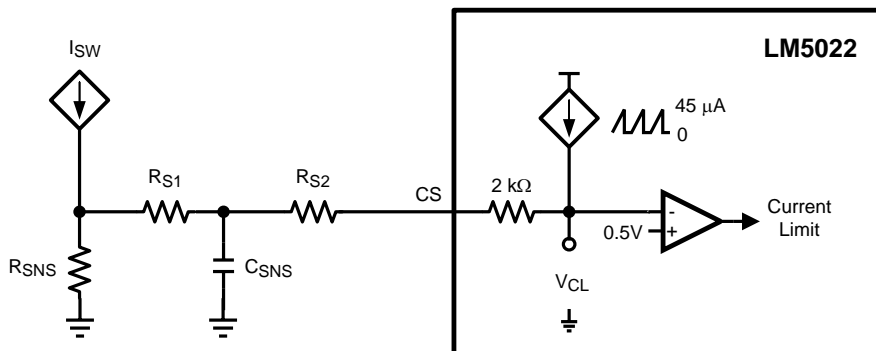 LM5022
ISW
45 μA
0
RS1
RS2
CS
2 kΩ
-
+
0.5V
Current
Limit
RSNS
CSNS
VCL